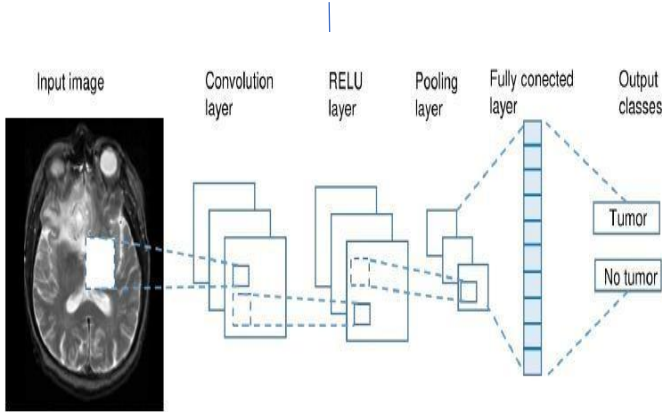 Input image
Convolution
layer
RELU
layer
Pooling
layer
Fully conected
layer
Output
classes
Tumor
No tumor